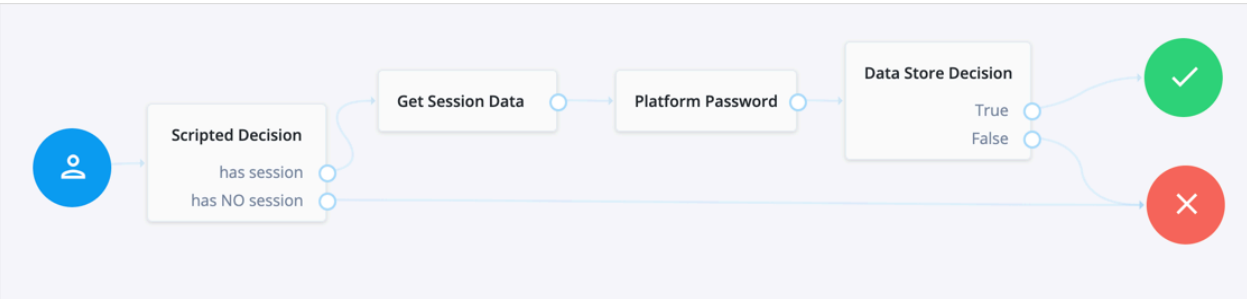 Scripted Decision
has session
has NO session
Get Session Data
Platform Password
Data Store Decision
True
False